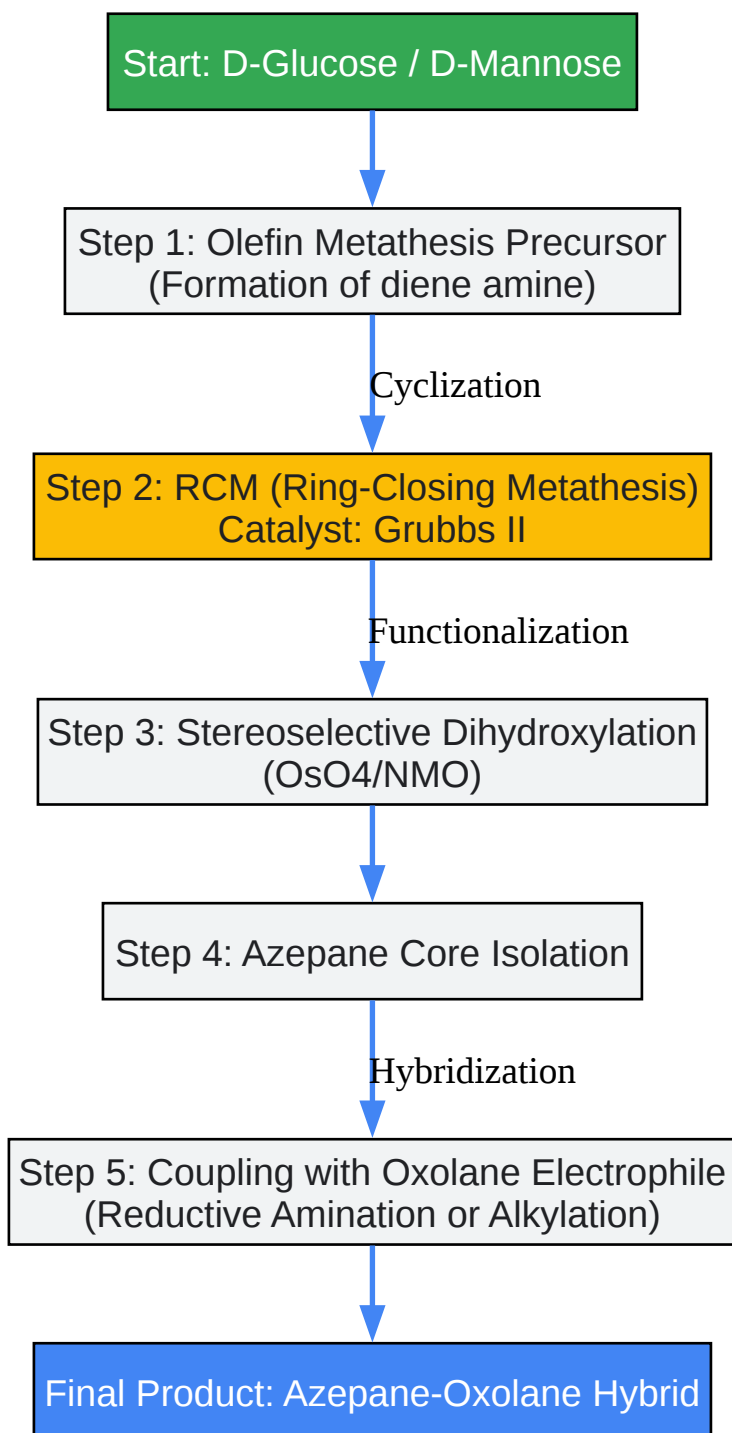 Start: D-Glucose / D-Mannose
Step 1: Olefin Metathesis Precursor
(Formation of diene amine)
Cyclization
Step 2: RCM (Ring-Closing Metathesis)
Catalyst: Grubbs II
Functionalization
Step 3: Stereoselective Dihydroxylation
(OsO4/NMO)
Step 4: Azepane Core Isolation
Hybridization
Step 5: Coupling with Oxolane Electrophile
(Reductive Amination or Alkylation)
Final Product: Azepane-Oxolane Hybrid